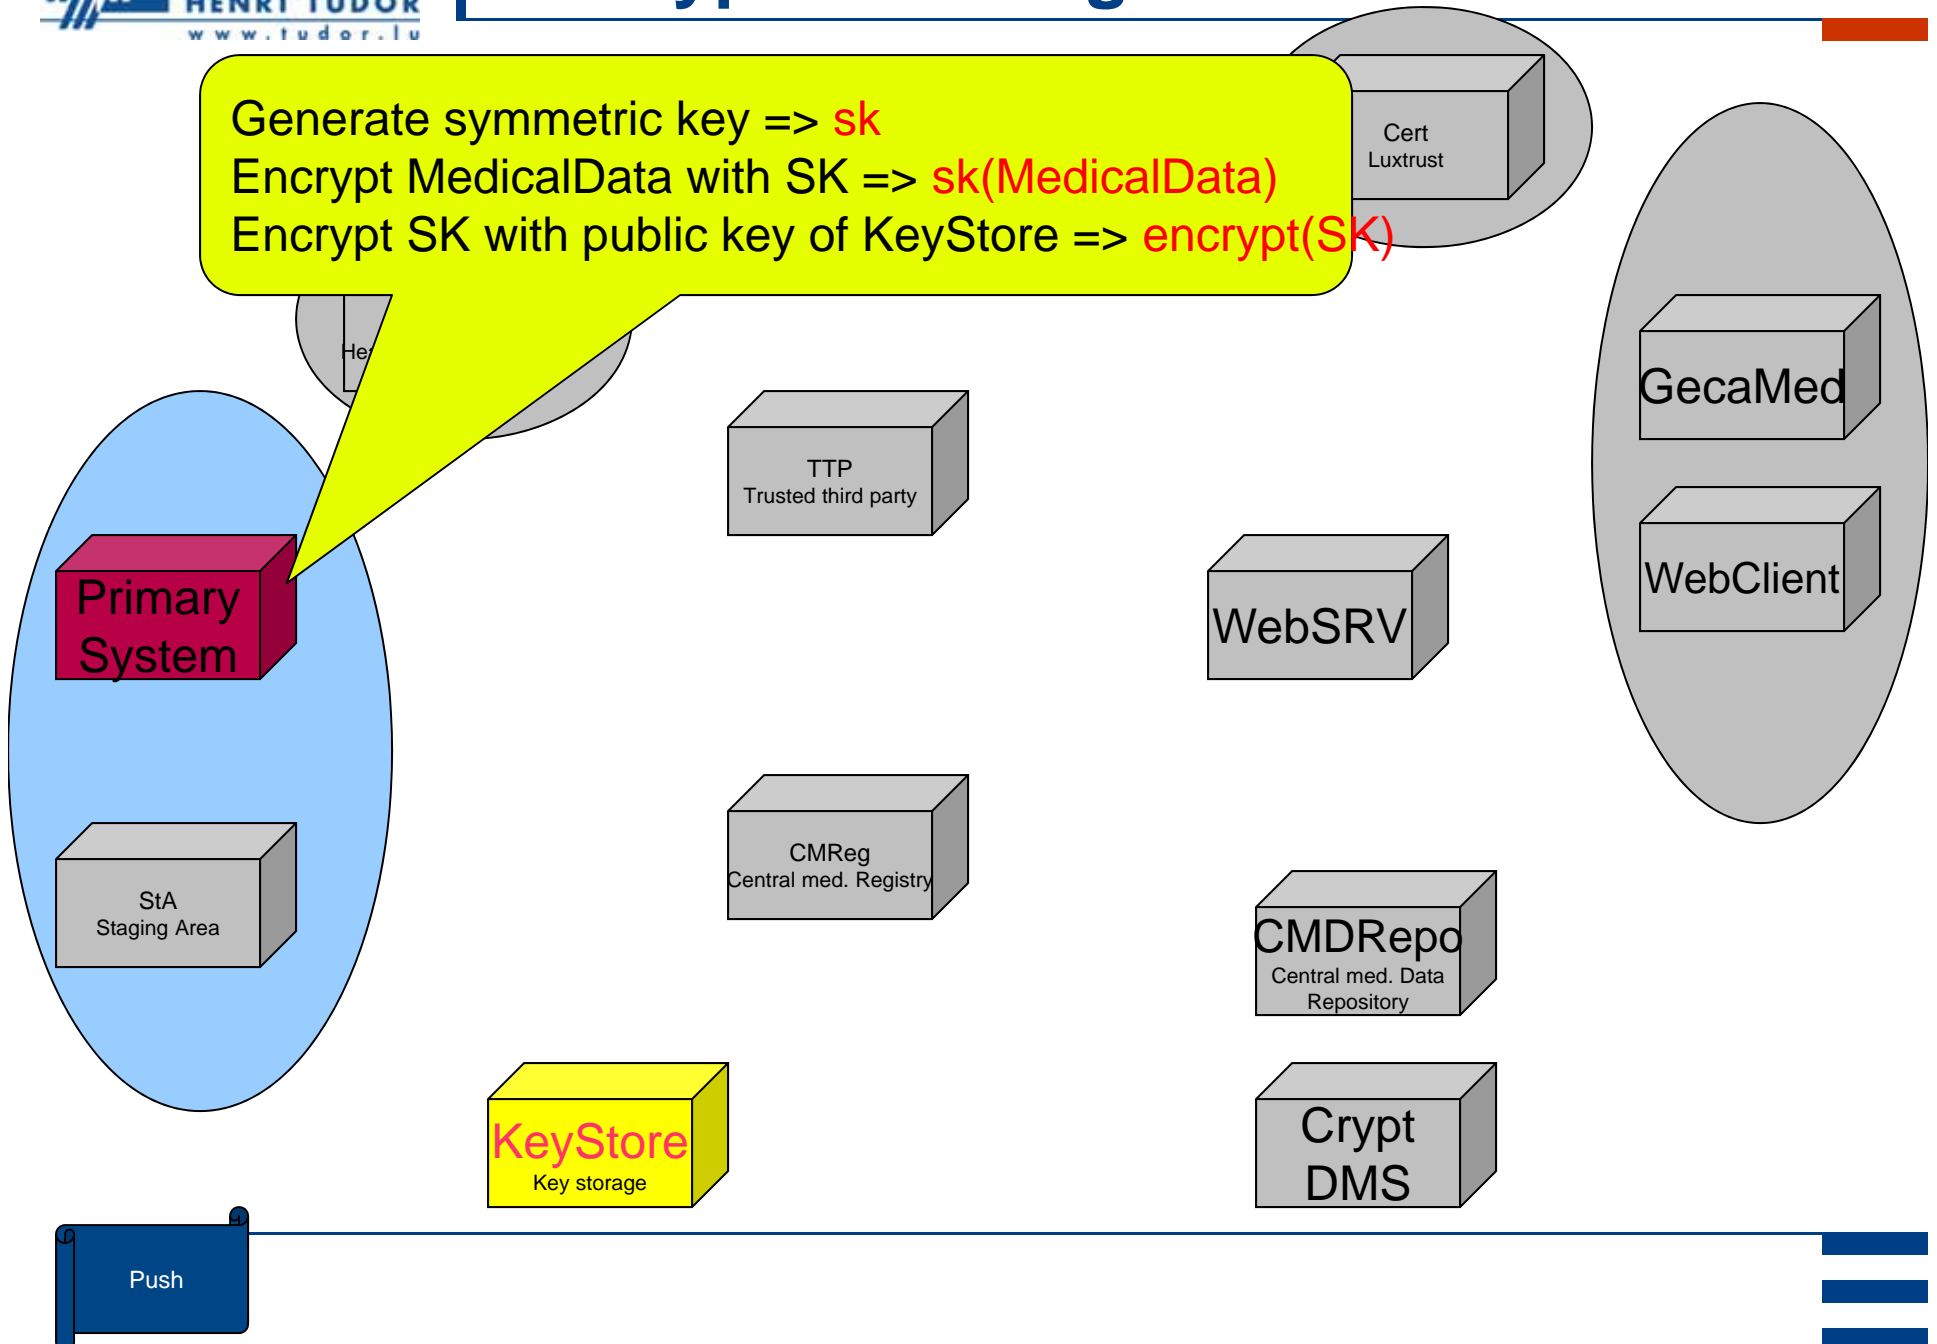 HENRI TUDOR
www.tudor.lu
Generate symmetric key => sk
Encrypt MedicalData with SK => sk(MedicalData)
Encrypt SK with public key of KeyStore => encrypt(SK)
Cert
Luxtrust
GecaMed
TTP
Trusted third party
WebClient
Primary
System
WebSRV
CMReg
Central med. Registry
StA
Staging Area
CMDRepo
Central med. Data
Repository
KeyStore
Key storage
Crypt
DMS
Push